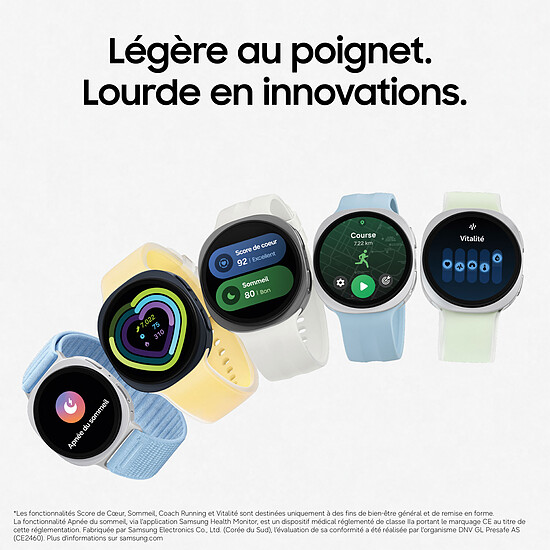 Légère au poignet.
Lourde en innovations.
Score de cœur
92 / Excellent
Sommeil
80 / Bon
Course
7,22 km
Vitalité
7,022
75
310
Apnée du sommeil
*Les fonctionnalités Score de Cœur, Sommeil, Coach Running et Vitalité sont destinées uniquement à des fins de bien-être général et de remise en forme.
La fonctionnalité Apnée du sommeil, via l'application Samsung Health Monitor, est un dispositif médical réglementé de classe IIa portant le marquage CE au titre de
cette réglementation. Fabriquée par Samsung Electronics Co., Ltd. (Corée du Sud), l'évaluation de sa conformité a été réalisée par l'organisme DNV GL Presafe AS
(CE2460). Plus d'informations sur samsung.com